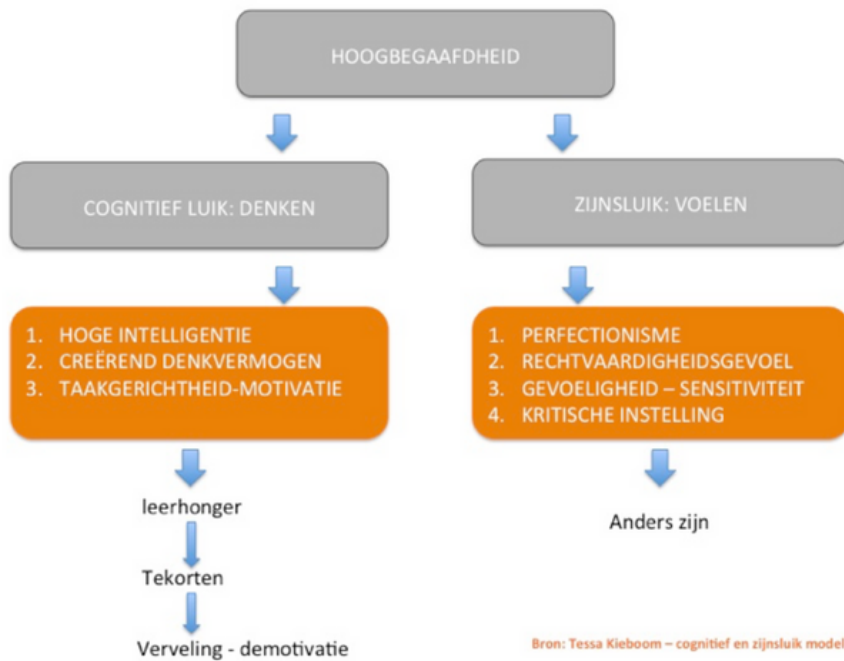 HOOGBEGAAFDHEID
COGNITIEF LUIK: DENKEN
ZIJNSLUIK: VOELEN
1. HOGE INTELLIGENTIE
2. CREËREND DENKVERMOGEN
3. TAAKGERICHTHEID-MOTIVATIE
1. PERFECTIONISME
2. RECHTVAARDIGHEIDSGEVOEL
3. GEVOELIGHEID – SENSITIVITEIT
4. KRITISCHE INSTELLING
leerhonger
Tekorten
Verveling - demotivatie
Anders zijn
Bron: Tessa Kieboom – cognitief en zijnsluik model